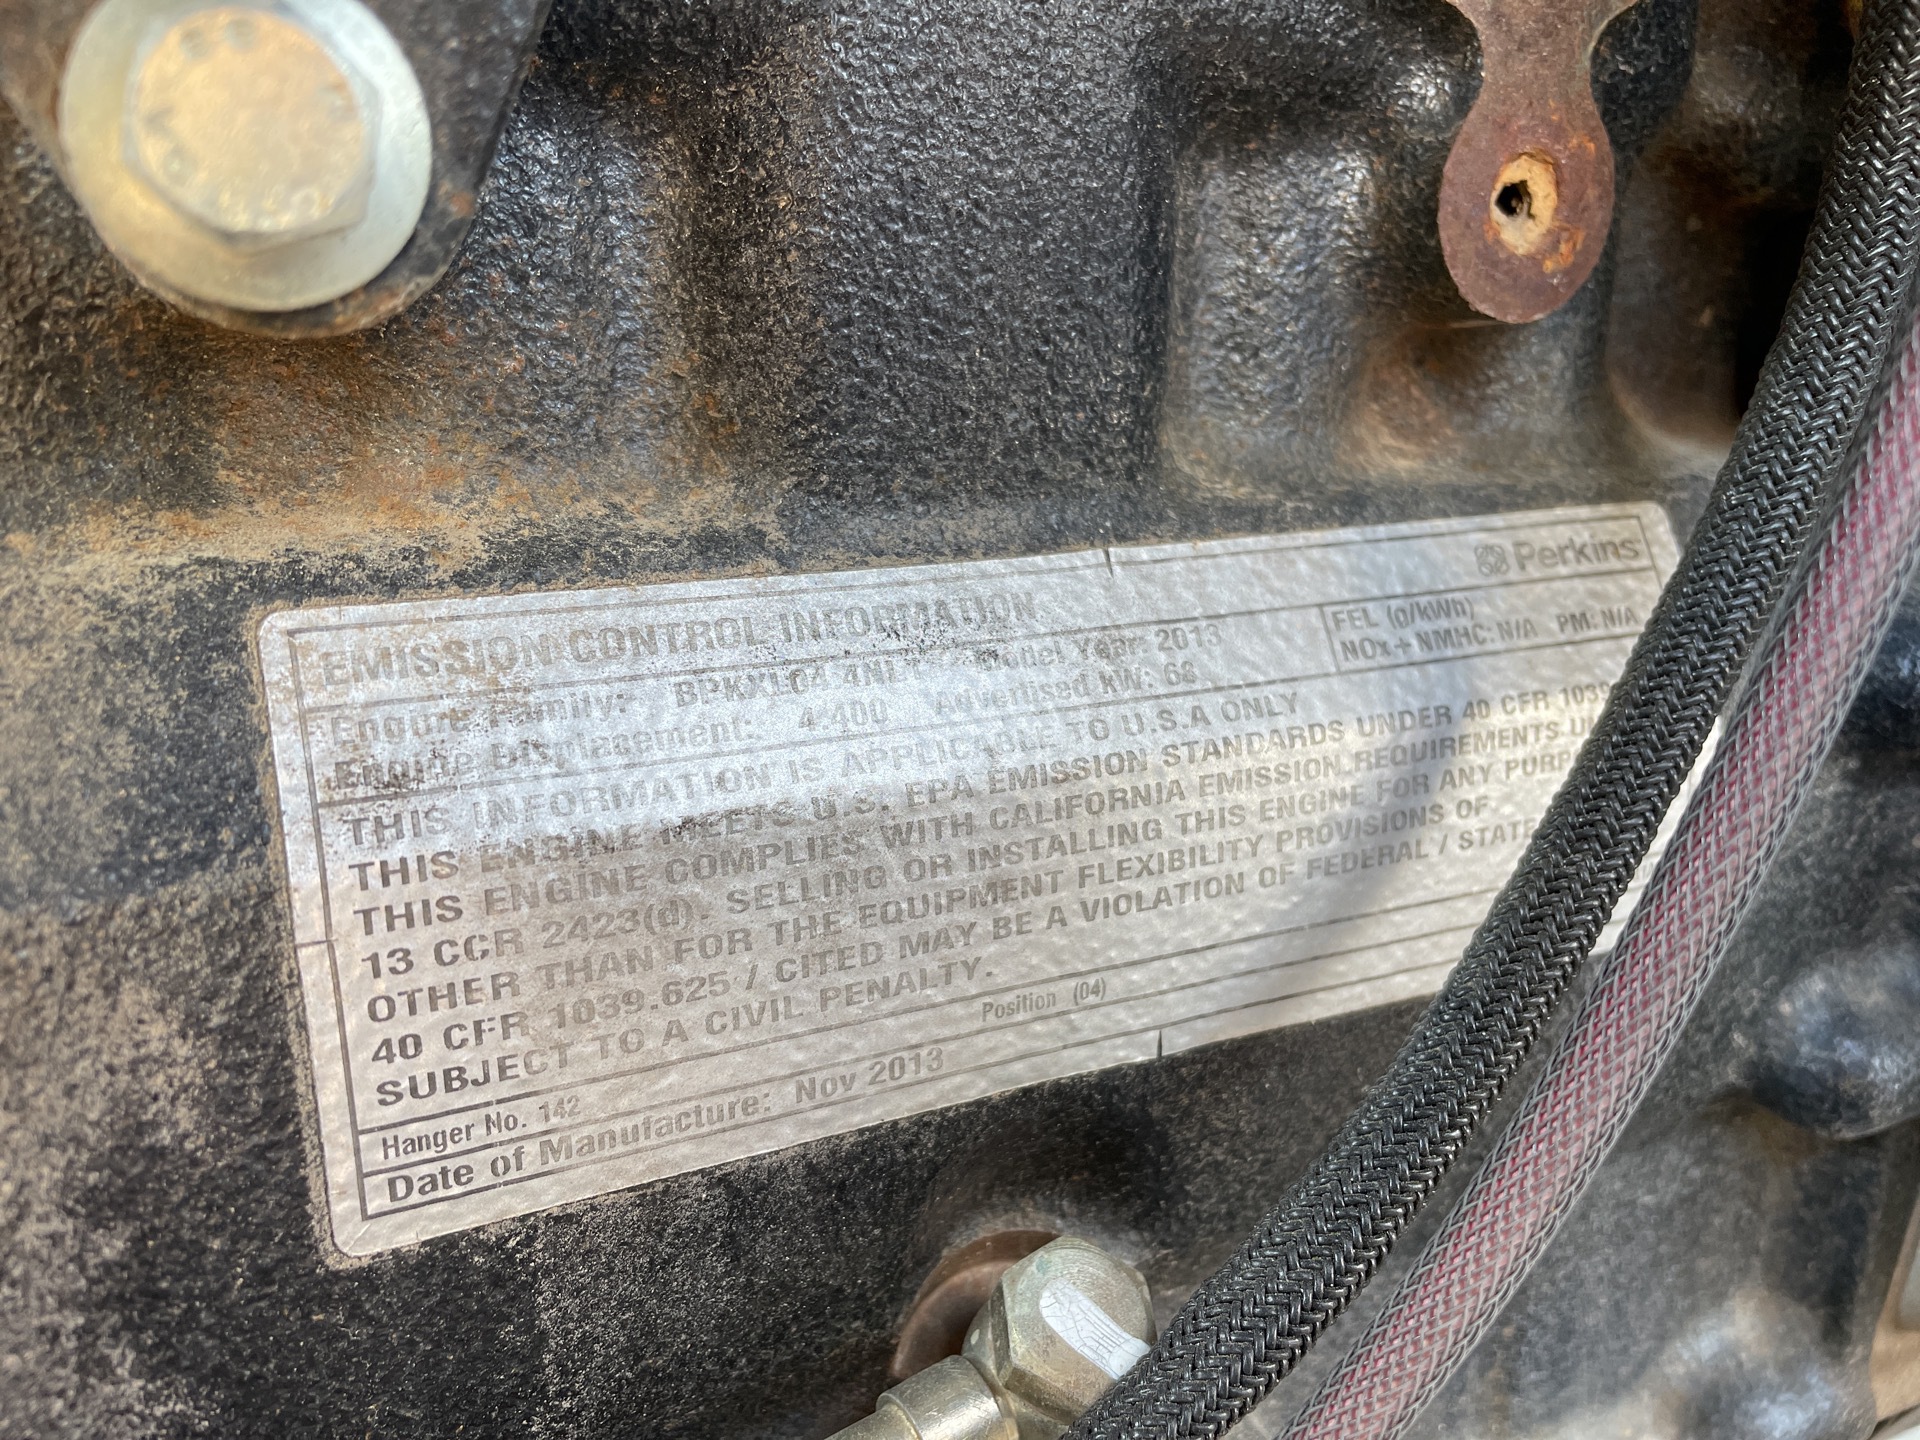 Perkins
EMISSION CONTROL INFORMATION
Engine Family: BPKXL04.4NL1 Model Year: 2013
Engine Displacement: 4.400 Advertised kW: 68
FEL (g/kWh)
NOx + NMHC: N/A PM: N/A
THIS INFORMATION IS APPLICABLE TO U.S.A ONLY
THIS ENGINE MEETS U.S. EPA EMISSION STANDARDS UNDER 40 CFR 1039
THIS ENGINE COMPLIES WITH CALIFORNIA EMISSION REQUIREMENTS
13 CCR 2423(d). SELLING OR INSTALLING THIS ENGINE FOR ANY
OTHER THAN FOR THE EQUIPMENT FLEXIBILITY PROVISIONS OF
40 CFR 1039.625 / CITED MAY BE A VIOLATION OF FEDERAL / STATE
SUBJECT TO A CIVIL PENALTY.
Hanger No. 142 Position (04)
Date of Manufacture: Nov 2013